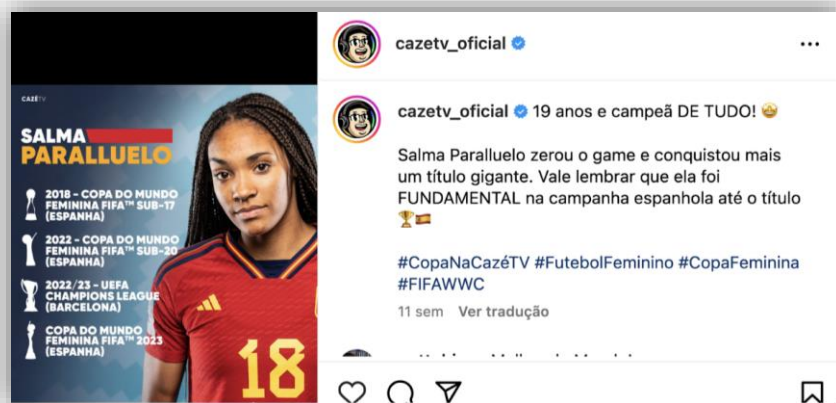 CAZÉTV
SALMA
PARALLUELO
2018 - COPA DO MUNDO
FEMININA FIFA™ SUB-17
(ESPANHA)
2022 - COPA DO MUNDO
FEMININA FIFA™ SUB-20
(ESPANHA)
2022/23 - UEFA
CHAMPIONS LEAGUE
(BARCELONA)
COPA DO MUNDO
FEMININA FIFA™ 2023
(ESPANHA)
18
cazetv_oficial
cazetv_oficial 19 anos e campeã DE TUDO! 🤩
Salma Paralluelo zerou o game e conquistou mais
um título gigante. Vale lembrar que ela foi
FUNDAMENTAL na campanha espanhola até o título
🏆🇪🇸
#CopaNaCazéTV #FutebolFeminino #CopaFeminina
#FIFAWWC
11 sem Ver tradução